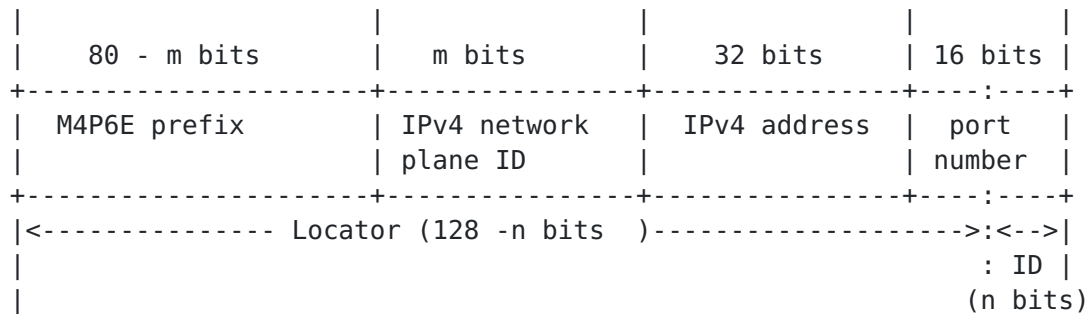 |                      |                |                |         |
|    80 - m bits       |   m bits       |    32 bits     | 16 bits |
+----------------------+----------------+----------------+----:----+
|  M4P6E prefix        | IPv4 network   |  IPv4 address  |  port   |
|                      | plane ID       |                | number  |
+----------------------+----------------+----------------+----:----+
|<--------------- Locator (128 -n bits  )-------------------->:<-->|
|                                                             : ID |
|                                                            (n bits)